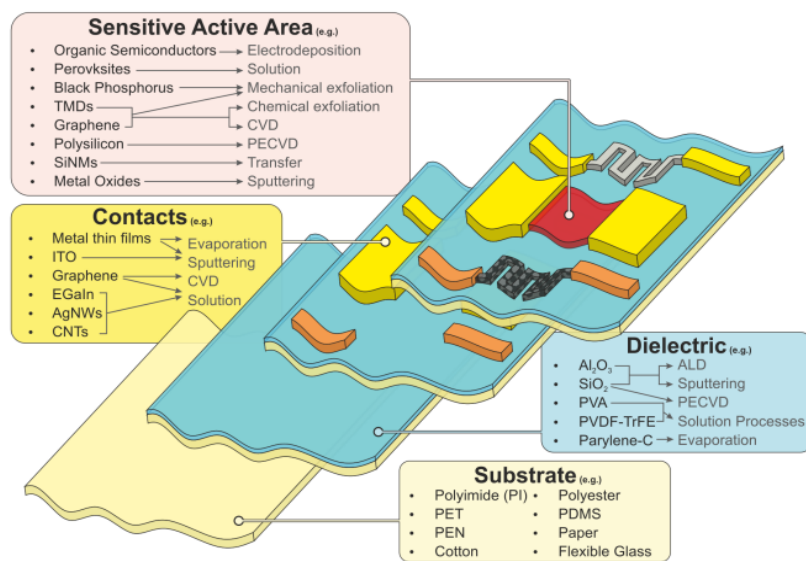 Sensitive Active Area (e.g.)
• Organic Semiconductors Electrodeposition
• Perovksites Solution
• Black Phosphorus Mechanical exfoliation
• TMDs Chemical exfoliation
• Graphene CVD
• Polysilicon PECVD
• SiNMs Transfer
• Metal Oxides Sputtering
Contacts (e.g.)
• Metal thin films Evaporation
• ITO Sputtering
• Graphene CVD
• EGaIn Solution
• AgNWs
• CNTs
Dielectric (e.g.)
• Al₂O₃ ALD
• SiO₂ Sputtering
• PVA PECVD
• PVDF-TrFE Solution Processes
• Parylene-C Evaporation
Substrate (e.g.)
• Polyimide (PI) • Polyester
• PET • PDMS
• PEN • Paper
• Cotton • Flexible Glass